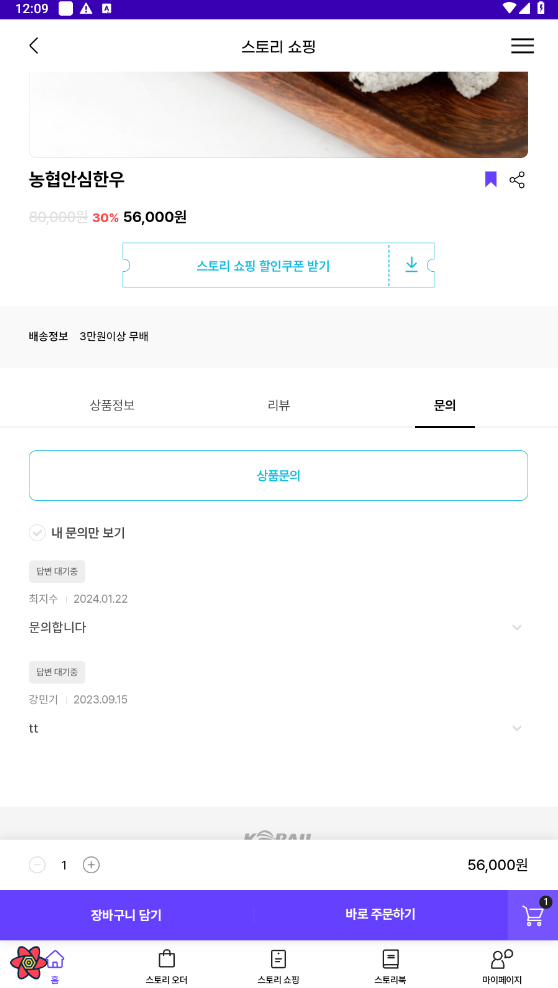 12:09
스토리 쇼핑
농협안심한우
80,000원 30% 56,000원
스토리 쇼핑 할인쿠폰 받기
배송정보 3만원이상 무배
상품정보 리뷰 문의
상품문의
내 문의만 보기
답변 대기중
최지수 2024.01.22
문의합니다
답변 대기중
강민기 2023.09.15
tt
KORAIL
1 56,000원
장바구니 담기 바로 주문하기 1
홈 스토리 오더 스토리 쇼핑 스토리북 마이페이지